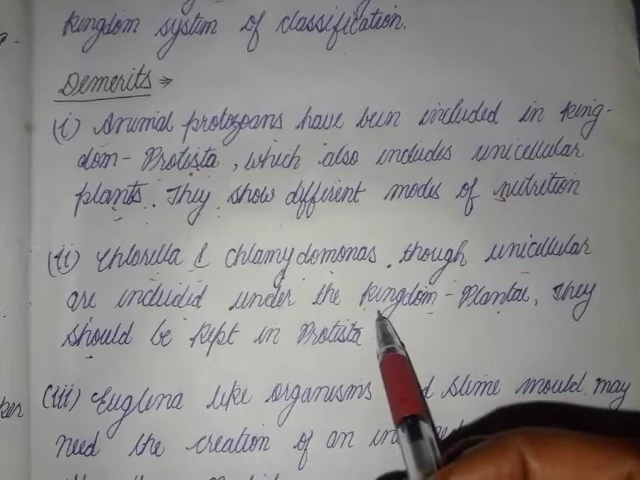 kingdom system of classification.
Demerits →
(i) Animal protozoans have been included in king-
dom - Protista, which also includes unicellular
plants. They show different modes of nutrition
(ii) Chlorilla & chlamydomonas. though unicellular
are included under the kingdom - Plantae, They
should be kept in Protista
(iii) Euglena like organisms slime mould may
need the creation of an